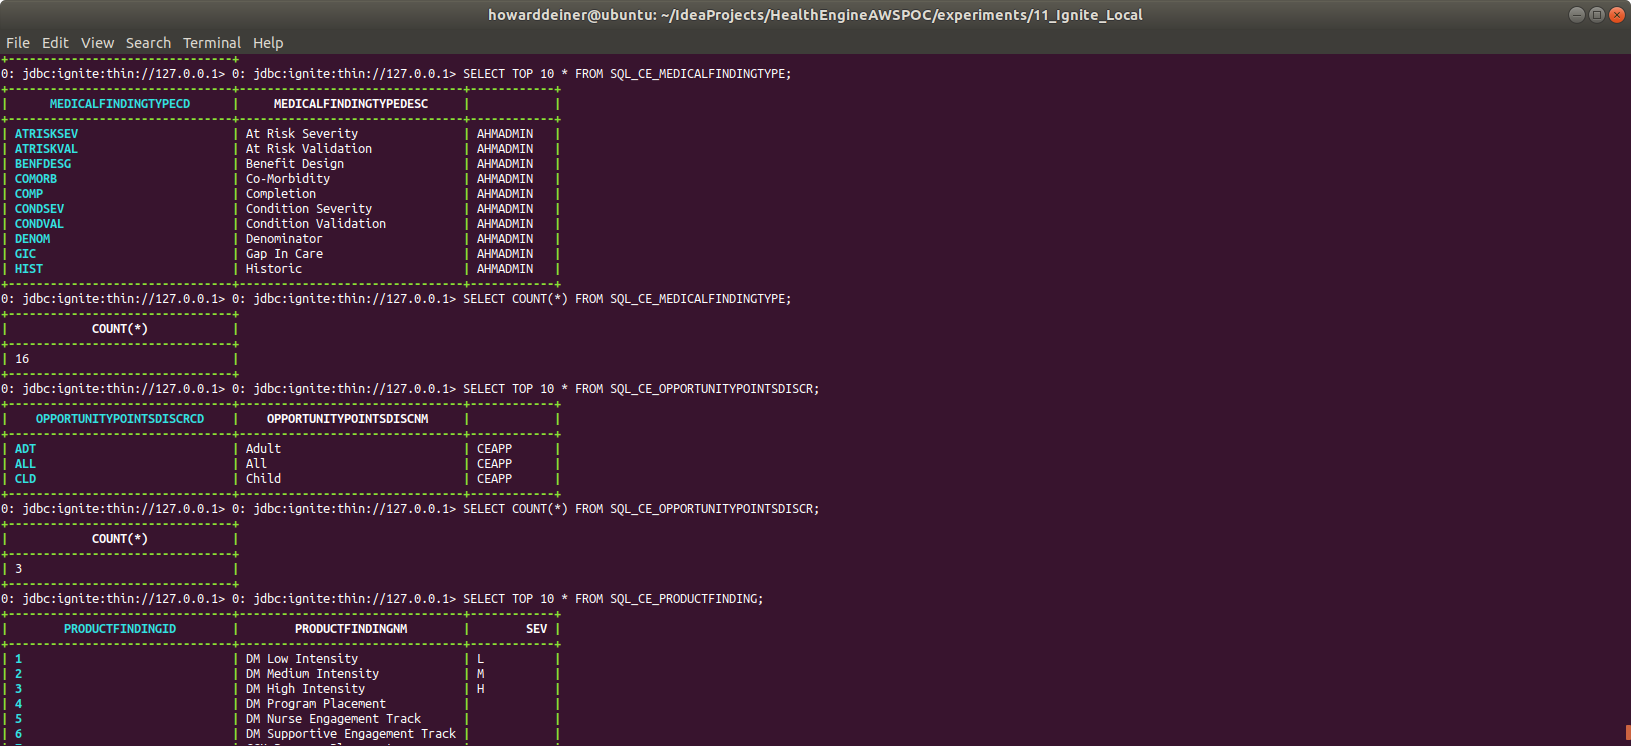 howarddeiner@ubuntu: ~/IdeaProjects/HealthEngineAWSPOC/experiments/11_Ignite_Local
File Edit View Search Terminal Help
+--------------------------------+
0: jdbc:ignite:thin://127.0.0.1> 0: jdbc:ignite:thin://127.0.0.1> SELECT TOP 10 * FROM SQL_CE_MEDICALFINDINGTYPE;
+--------------------------------+--------------------------------+------------+
| MEDICALFINDINGTYPECD | MEDICALFINDINGTYPEDESC | |
+--------------------------------+--------------------------------+------------+
| ATRISKSEV | At Risk Severity | AHMADMIN |
| ATRISKVAL | At Risk Validation | AHMADMIN |
| BENFDESG | Benefit Design | AHMADMIN |
| COMORB | Co-Morbidity | AHMADMIN |
| COMP | Completion | AHMADMIN |
| CONDSEV | Condition Severity | AHMADMIN |
| CONDVAL | Condition Validation | AHMADMIN |
| DENOM | Denominator | AHMADMIN |
| GIC | Gap In Care | AHMADMIN |
| HIST | Historic | AHMADMIN |
+--------------------------------+--------------------------------+------------+
0: jdbc:ignite:thin://127.0.0.1> 0: jdbc:ignite:thin://127.0.0.1> SELECT COUNT(*) FROM SQL_CE_MEDICALFINDINGTYPE;
+--------------------------------+
| COUNT(*) |
+--------------------------------+
| 16 |
+--------------------------------+
0: jdbc:ignite:thin://127.0.0.1> 0: jdbc:ignite:thin://127.0.0.1> SELECT TOP 10 * FROM SQL_CE_OPPORTUNITYPOINTSDISCR;
+--------------------------------+--------------------------------+------------+
| OPPORTUNITYPOINTSDISCRCD | OPPORTUNITYPOINTSDISCNM | |
+--------------------------------+--------------------------------+------------+
| ADT | Adult | CEAPP |
| ALL | All | CEAPP |
| CLD | Child | CEAPP |
+--------------------------------+--------------------------------+------------+
0: jdbc:ignite:thin://127.0.0.1> 0: jdbc:ignite:thin://127.0.0.1> SELECT COUNT(*) FROM SQL_CE_OPPORTUNITYPOINTSDISCR;
+--------------------------------+
| COUNT(*) |
+--------------------------------+
| 3 |
+--------------------------------+
0: jdbc:ignite:thin://127.0.0.1> 0: jdbc:ignite:thin://127.0.0.1> SELECT TOP 10 * FROM SQL_CE_PRODUCTFINDING;
+--------------------------------+--------------------------------+------------+
| PRODUCTFINDINGID | PRODUCTFINDINGNM | SEV |
+--------------------------------+--------------------------------+------------+
| 1 | DM Low Intensity | L |
| 2 | DM Medium Intensity | M |
| 3 | DM High Intensity | H |
| 4 | DM Program Placement | |
| 5 | DM Nurse Engagement Track | |
| 6 | DM Supportive Engagement Track | |